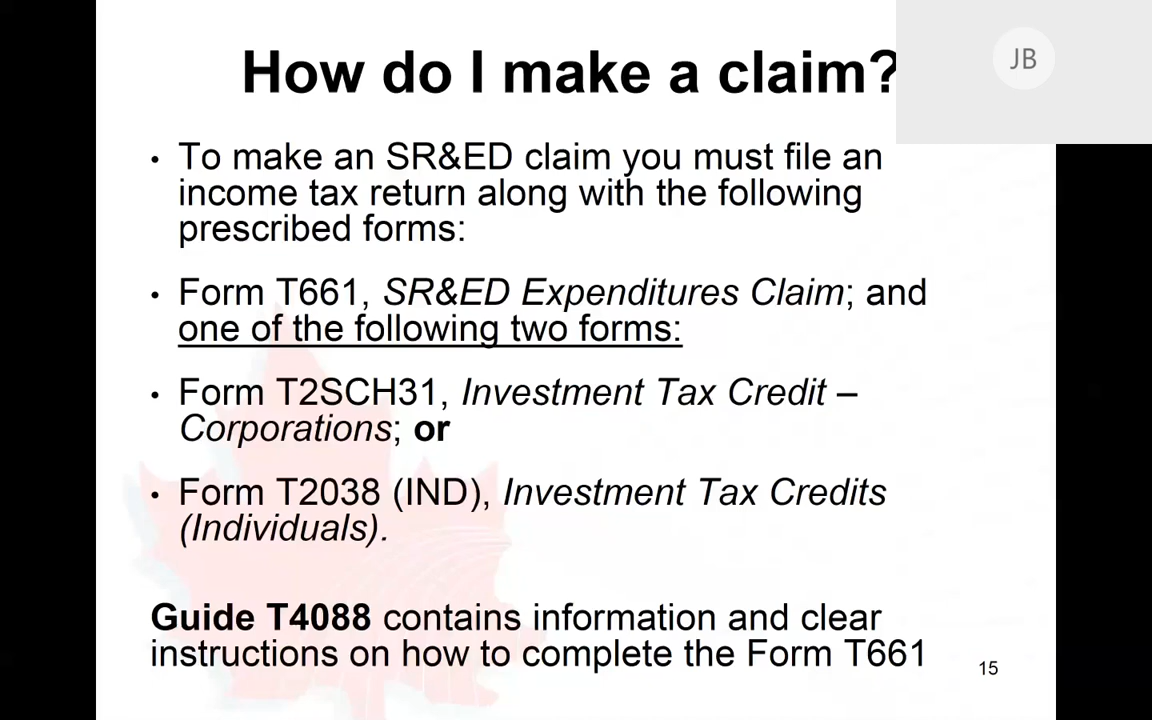 How do I make a claim?
JB
• To make an SR&ED claim you must file an
income tax return along with the following
prescribed forms:
• Form T661, SR&ED Expenditures Claim; and
one of the following two forms:
• Form T2SCH31, Investment Tax Credit –
Corporations; or
• Form T2038 (IND), Investment Tax Credits
(Individuals).
Guide T4088 contains information and clear
instructions on how to complete the Form T661
15